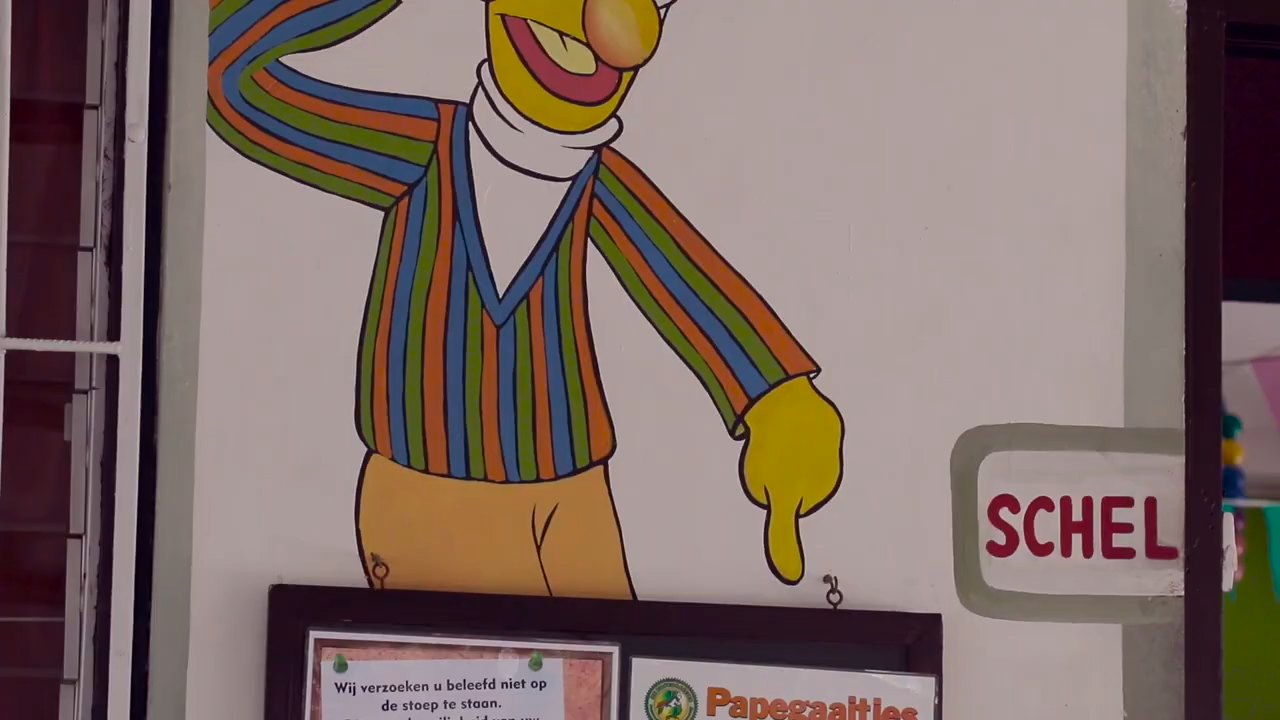 SCHEL
Wij verzoeken u beleefd niet op
de stoep te staan.
Papegaaitjes